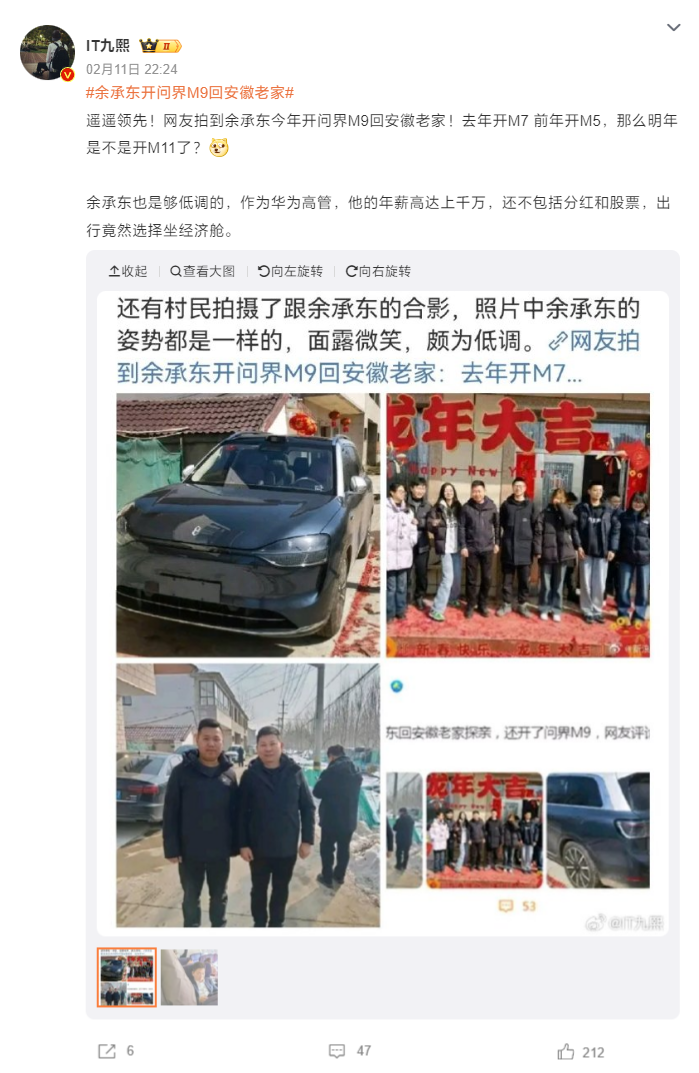 IT九熙
II
02月11日 22:24
#余承东开问界M9回安徽老家#
遥遥领先！网友拍到余承东今年开问界M9回安徽老家！去年开M7 前年开M5，那么明年
是不是开M11了？
余承东也是够低调的，作为华为高管，他的年薪高达上千万，还不包括分红和股票，出
行竟然选择坐经济舱。
收起
查看大图
向左旋转
向右旋转
还有村民拍摄了跟余承东的合影，照片中余承东的
姿势都是一样的，面露微笑，颇为低调。网友拍
到余承东开问界M9回安徽老家：去年开M7...
龙年大吉
Happy New Year
新春快乐 龙年大吉
东回安徽老家探亲，还开了问界M9，网友评论
龙年大吉
53
@IT九熙
6
47
212